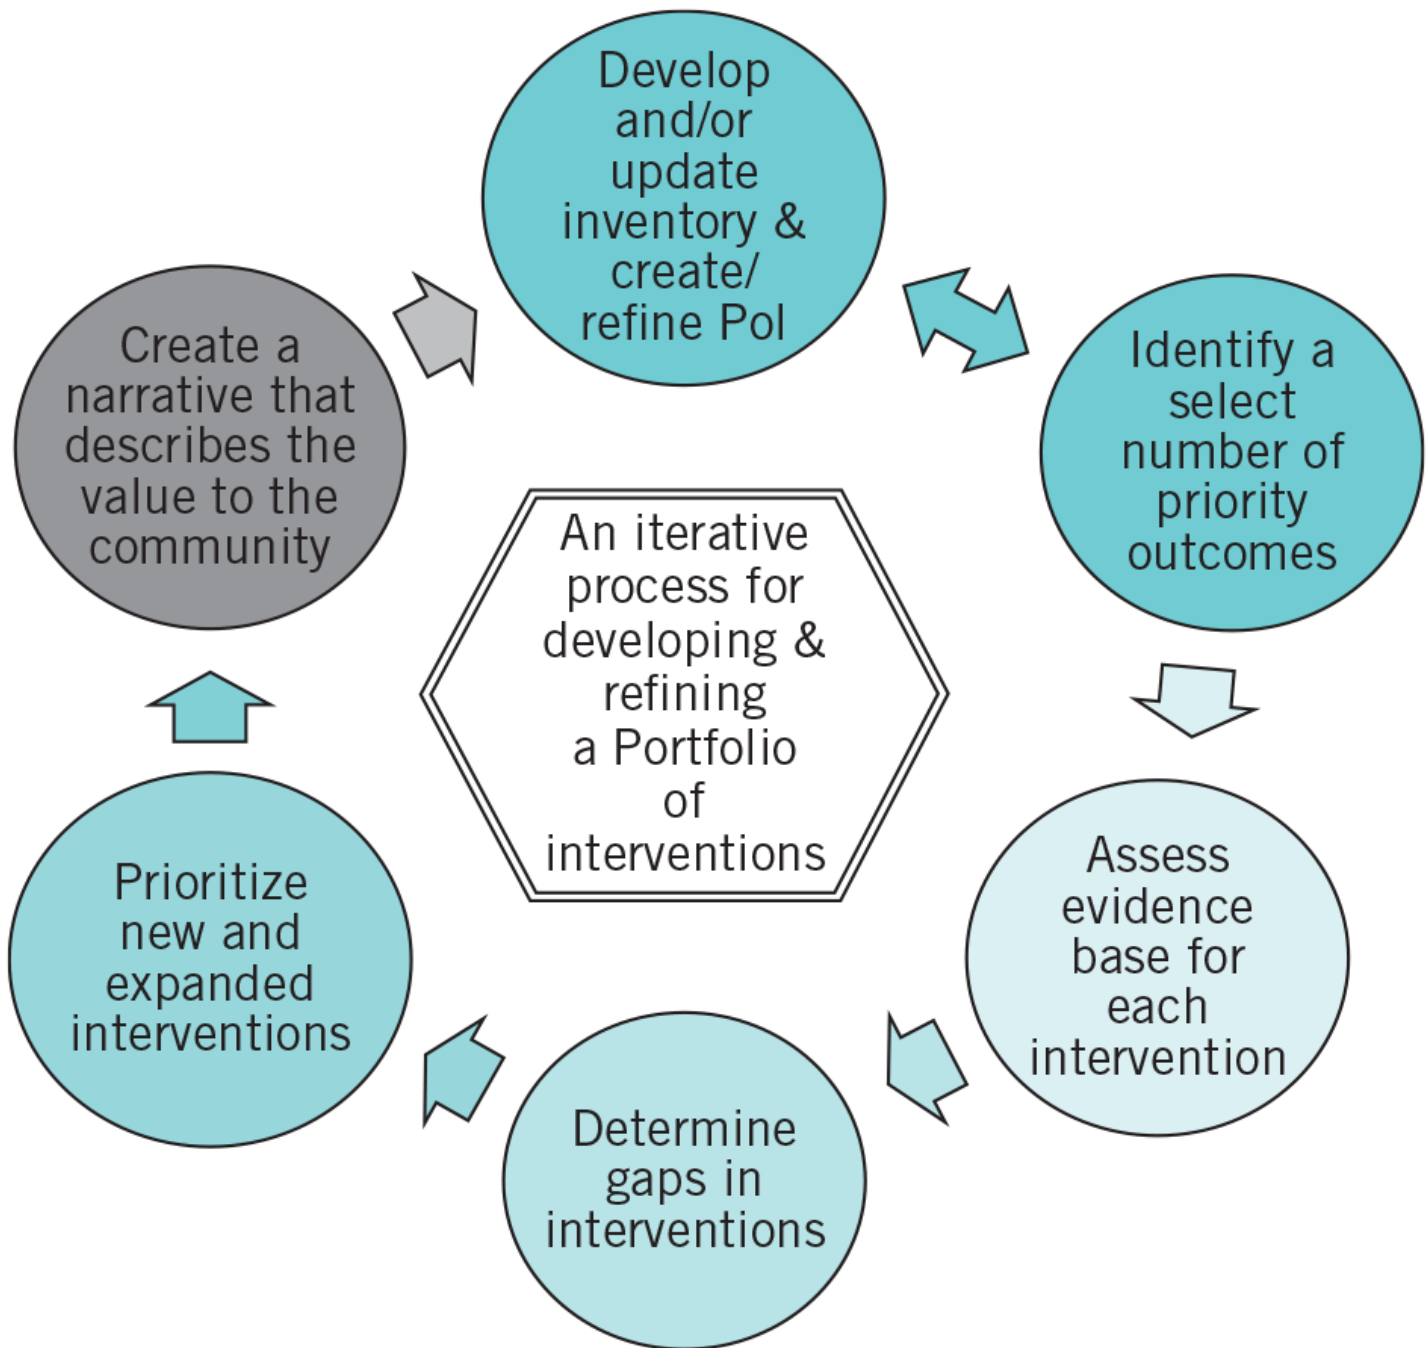 Develop
and/or
update
inventory &
create/
refine PoI
Identify a
select
number of
priority
outcomes
Assess
evidence
base for
each
intervention
Determine
gaps in
interventions
Prioritize
new and
expanded
interventions
Create a
narrative that
describes the
value to the
community
An iterative
process for
developing &
refining
a Portfolio
of
interventions